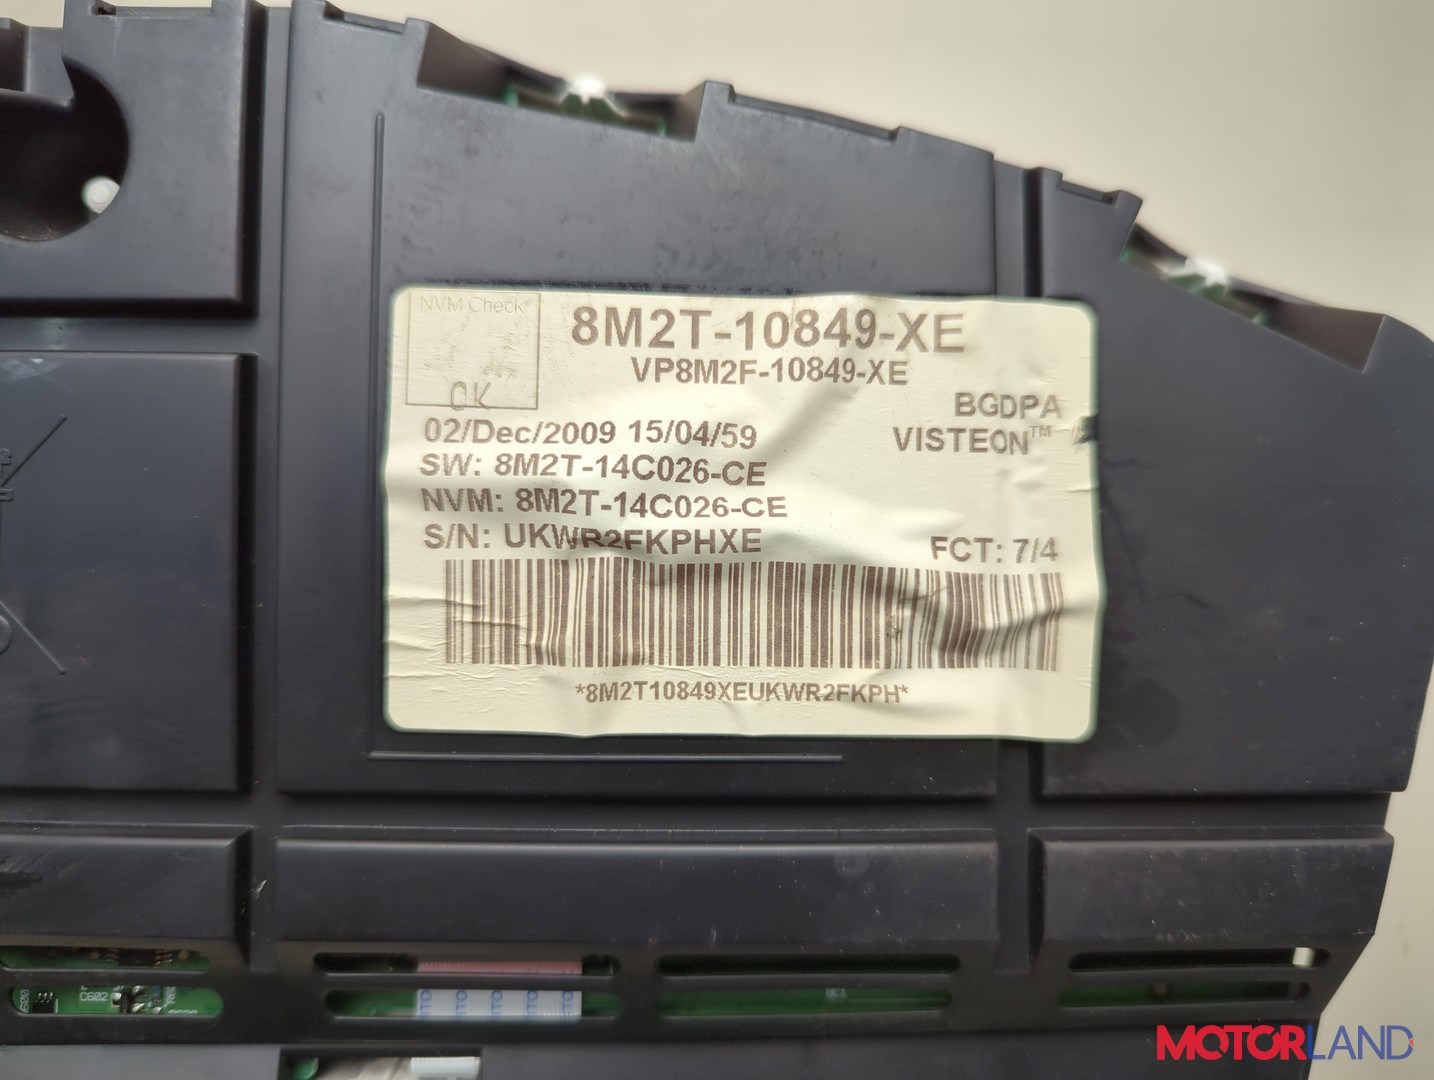 NVM Check*
OK
8M2T-10849-XE
VP8M2F-10849-XE
BGDPA
02/Dec/2009 15/04/59
VISTEON™
SW: 8M2T-14C026-CE
NVM: 8M2T-14C026-CE
S/N: UKWR2FKPHXE
FCT: 7/4
*8M2T10849XEUKWR2FKPH*
C602
MOTORLAND